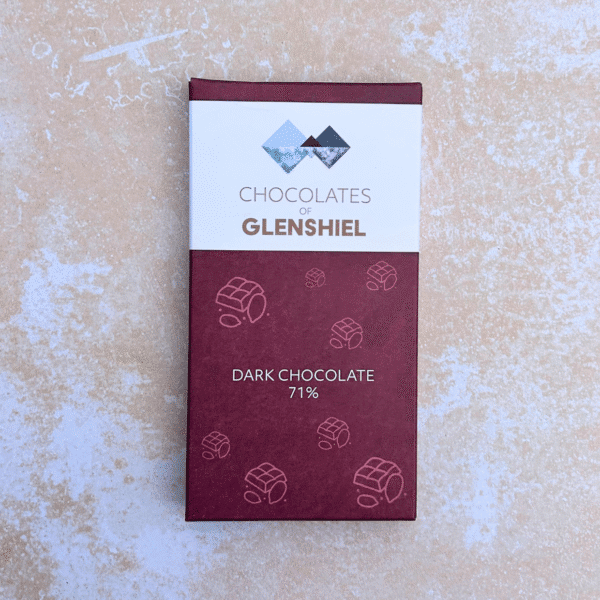 CHOCOLATES
OF
GLENSHIEL
DARK CHOCOLATE
71%